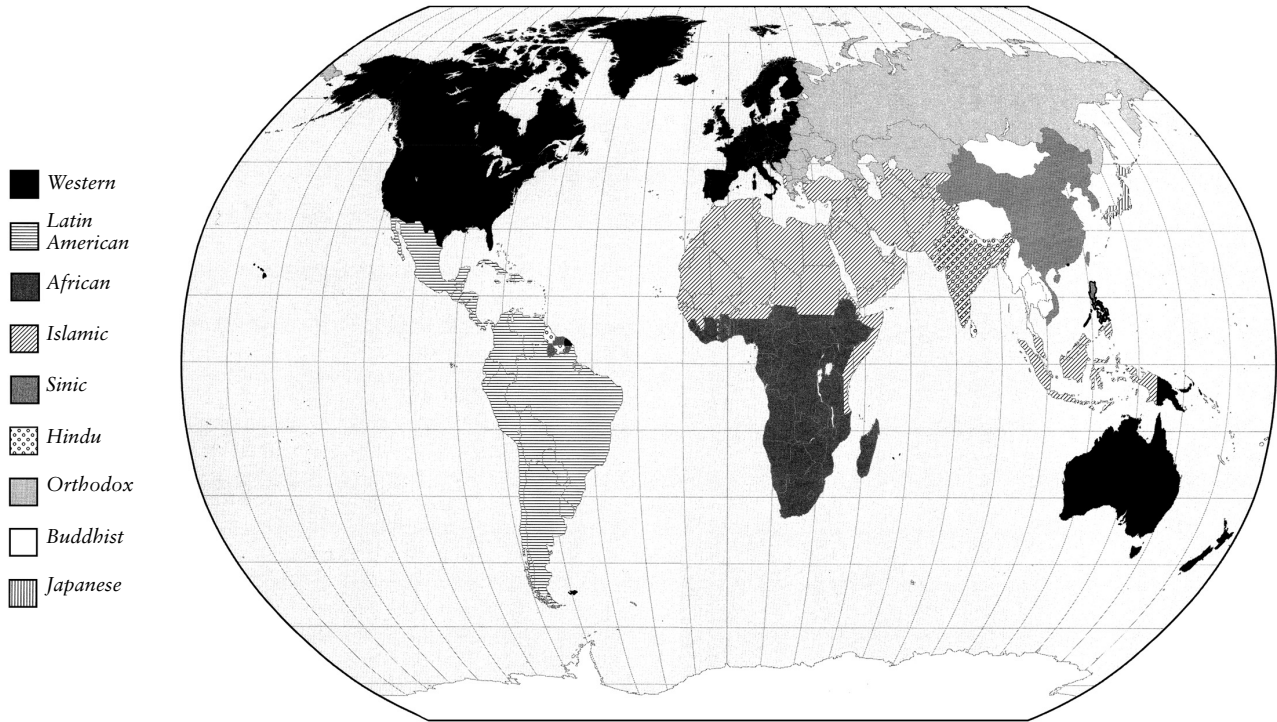 Western
Latin
American
African
Islamic
Sinic
Hindu
Orthodox
Buddhist
Japanese